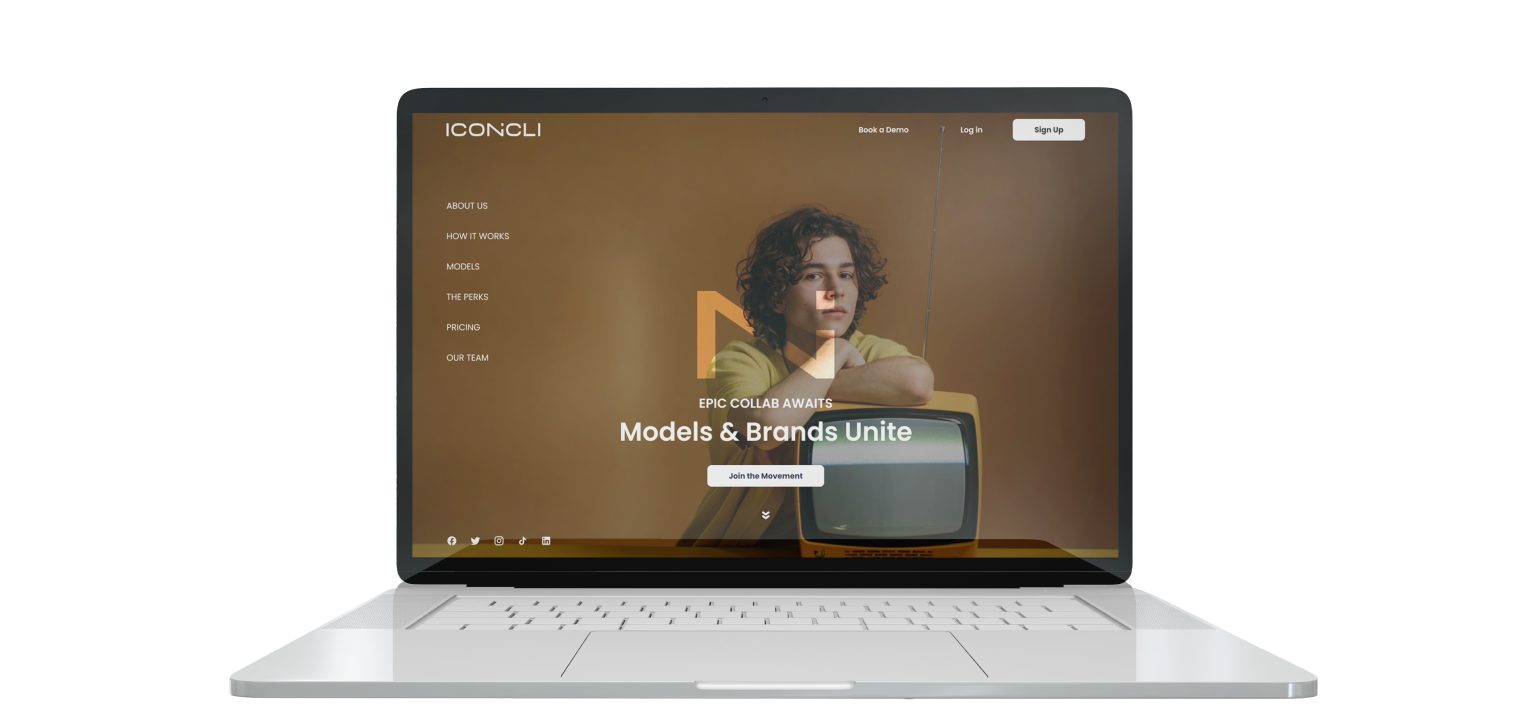 ICONCLI
Book a Demo
Log in
Sign Up
ABOUT US
HOW IT WORKS
MODELS
THE PERKS
PRICING
OUR TEAM
N
EPIC COLLAB AWAITS
Models & Brands Unite
Join the Movement